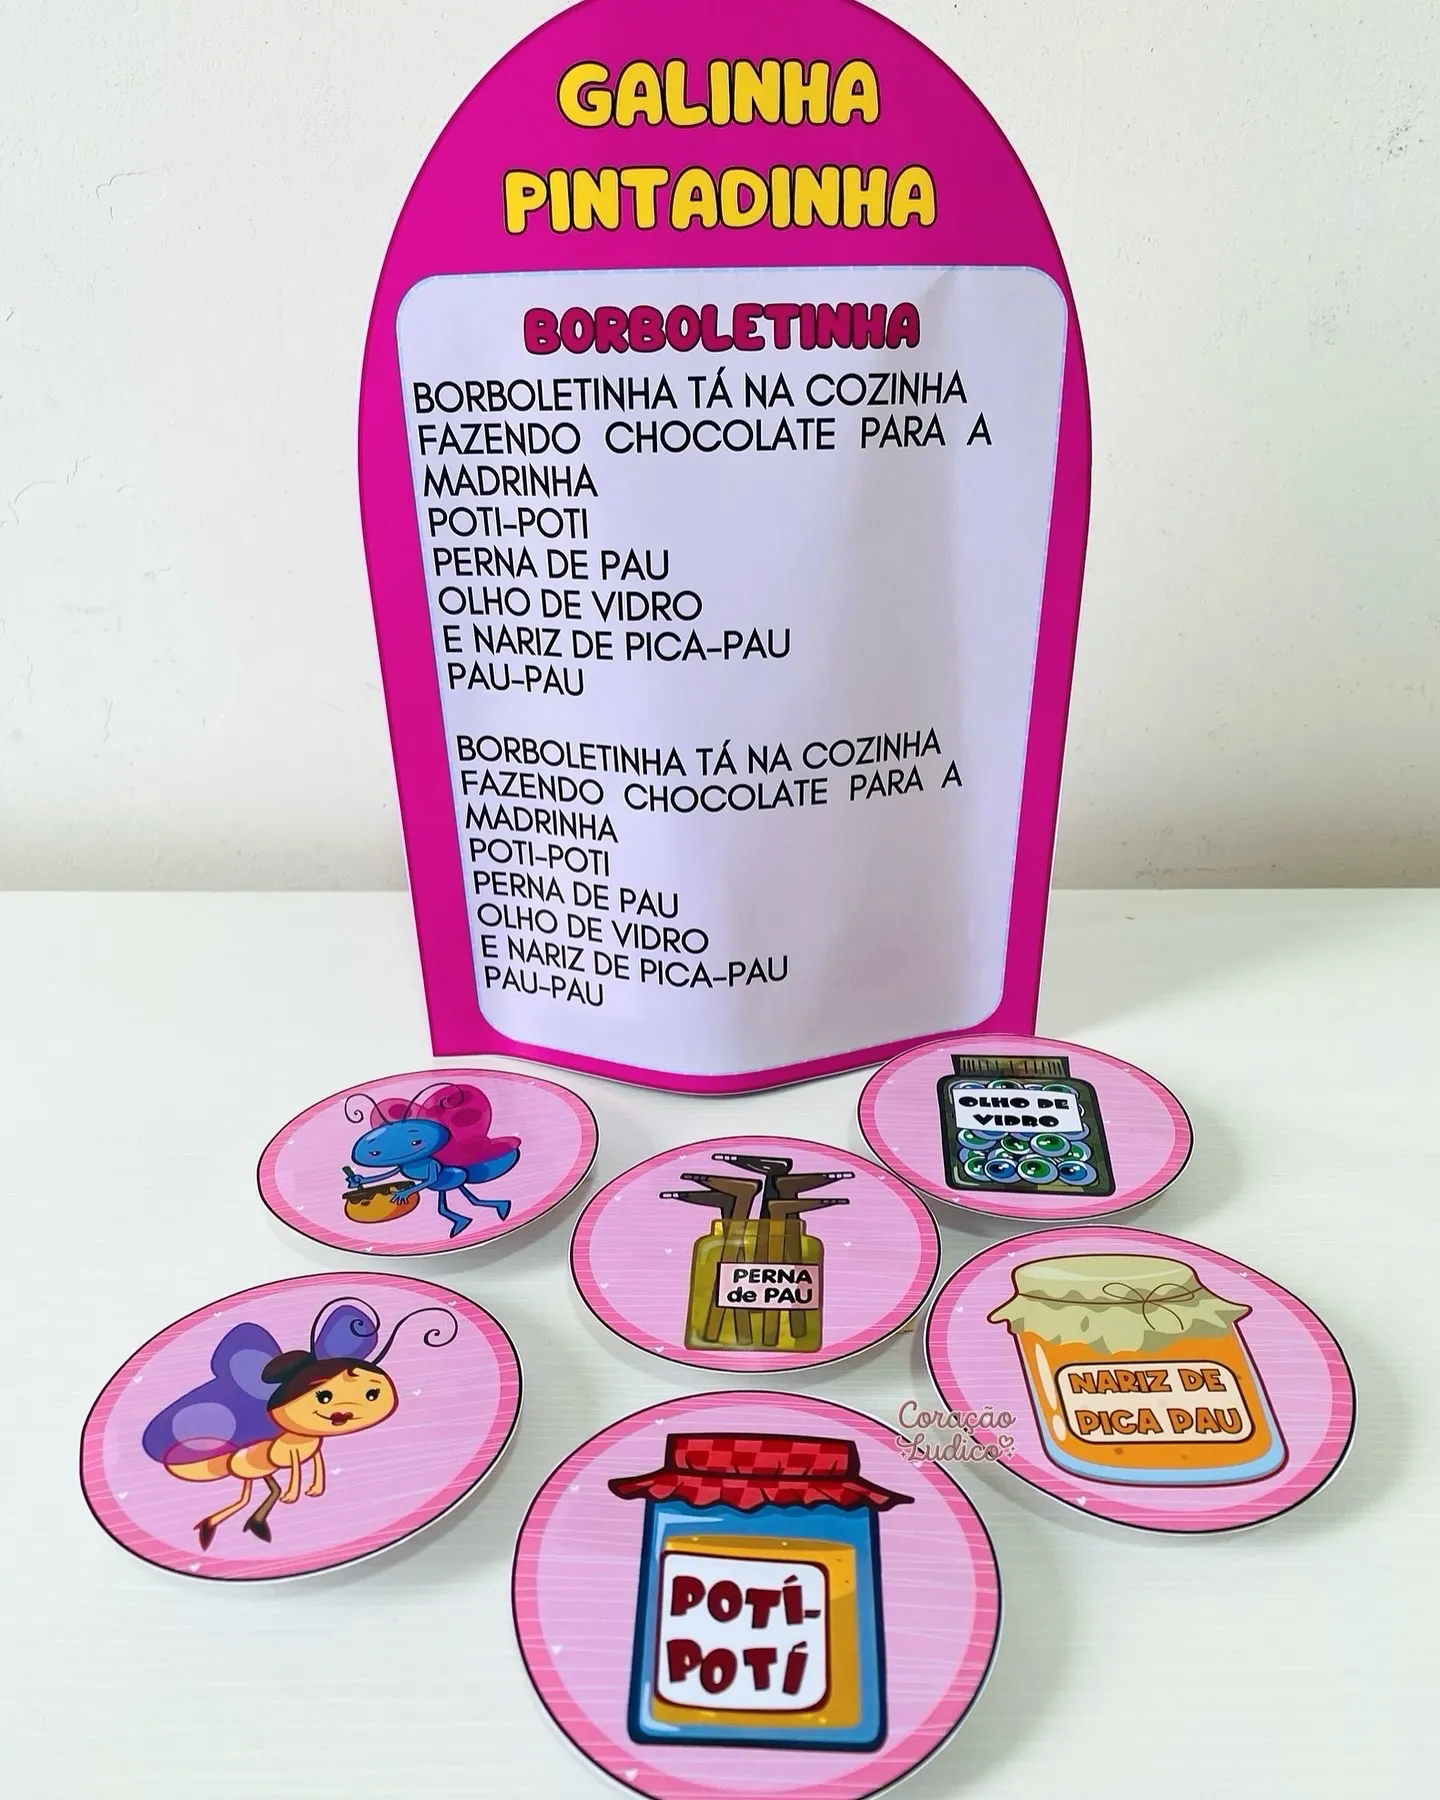 GALINHA
PINTADINHA
BORBOLETINHA
BORBOLETINHA TÁ NA COZINHA
FAZENDO CHOCOLATE PARA A
MADRINHA
POTI-POTI
PERNA DE PAU
OLHO DE VIDRO
E NARIZ DE PICA-PAU
PAU-PAU
BORBOLETINHA TÁ NA COZINHA
FAZENDO CHOCOLATE PARA A
MADRINHA
POTI-POTI
PERNA DE PAU
OLHO DE VIDRO
E NARIZ DE PICA-PAU
PAU-PAU
OLHO DE
VIDRO
PERNA
de PAU
NARIZ DE
PICA PAU
Coração
Ludico
POTÍ-
POTÍ